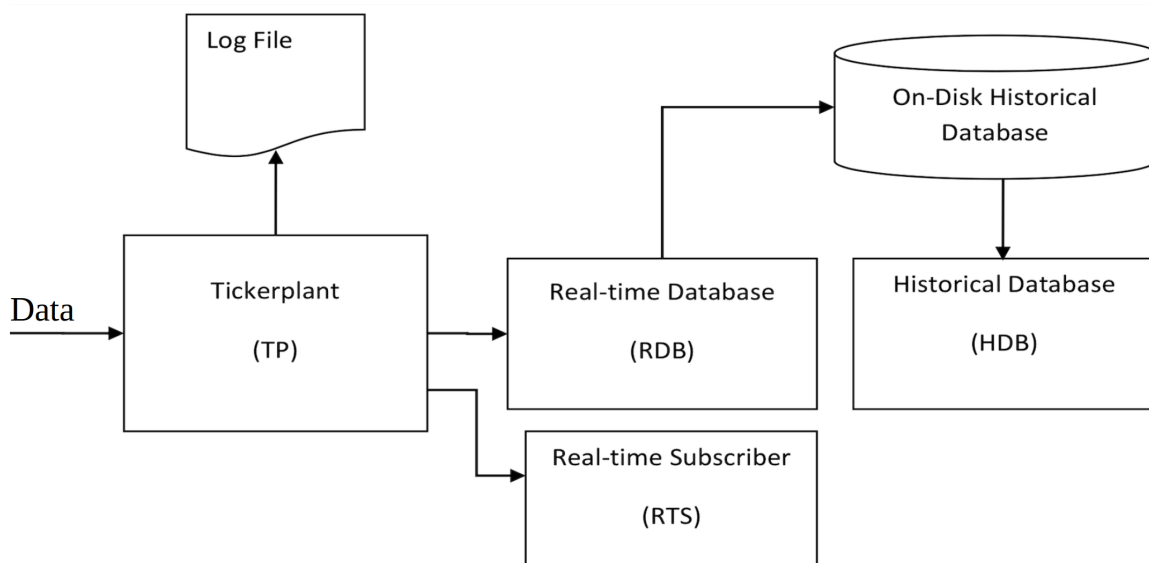 Log File
On-Disk Historical
Database
Data
Tickerplant
(TP)
Real-time Database
(RDB)
Historical Database
(HDB)
Real-time Subscriber
(RTS)